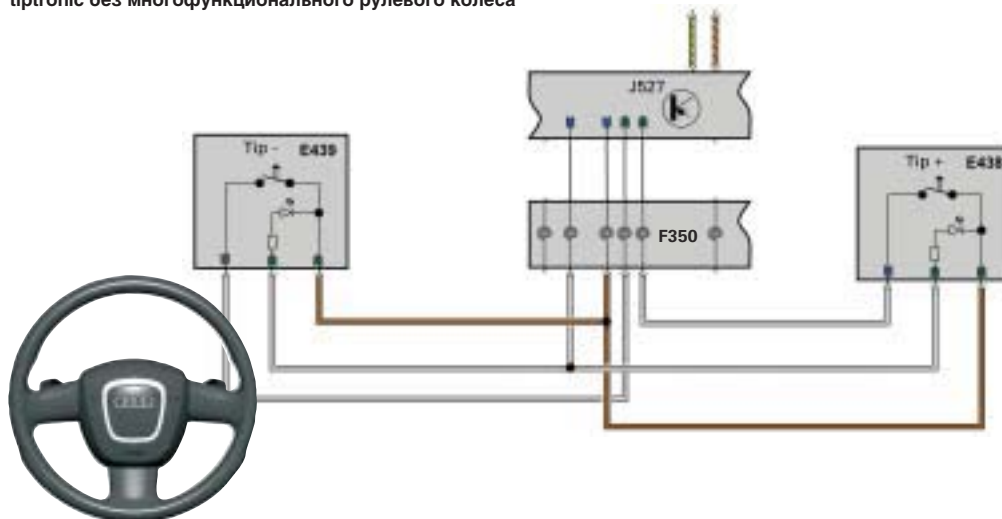 tiptronic без многофункционального рулевого колеса
J527
Tip - E439
Tip + E438
F350